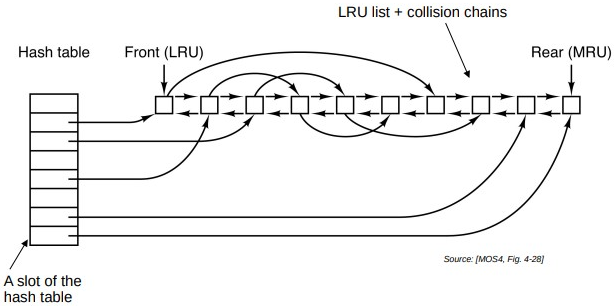 LRU list + collision chains
Hash table
Front (LRU)
Rear (MRU)
Source: [MOS4, Fig. 4-28]
A slot of the
hash table